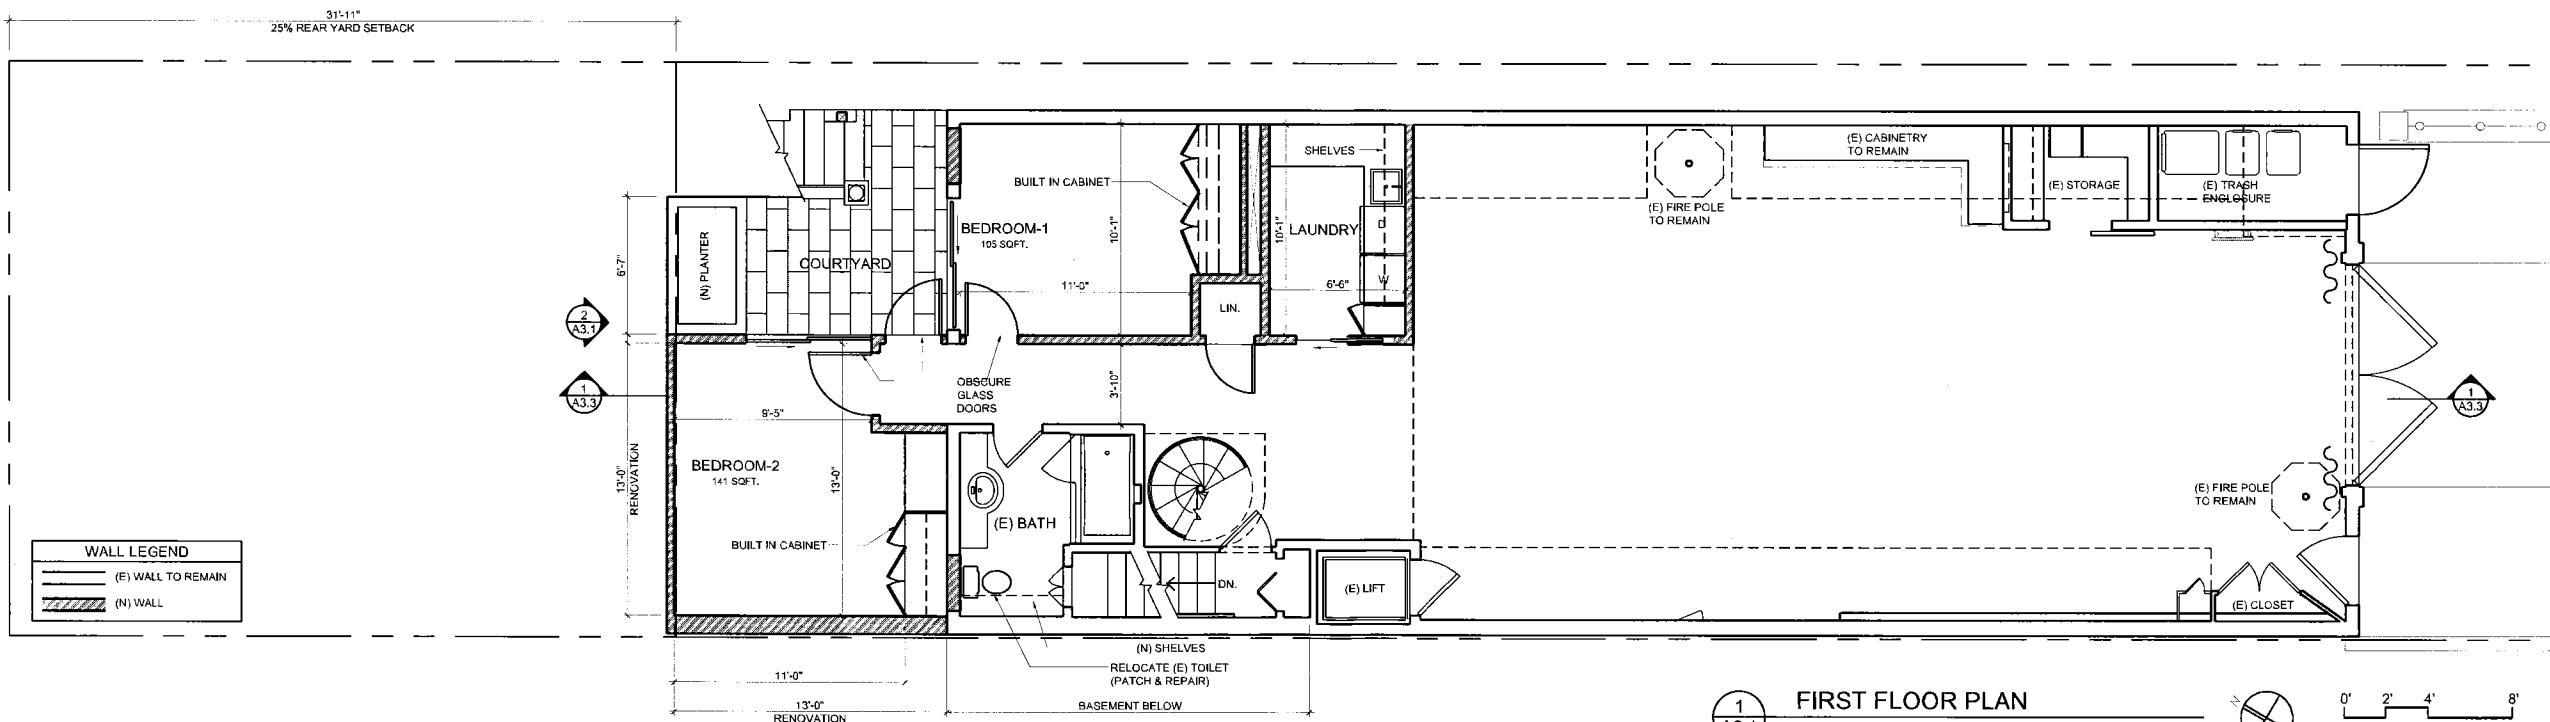 31'-11"
25% REAR YARD SETBACK
(E) CABINETRY
TO REMAIN
SHELVES
BUILT IN CABINET
(E) STORAGE
(E) TRASH
ENCLOSURE
(E) FIRE POLE
TO REMAIN
BEDROOM-1
105 SQFT.
10'-1"
10'-1"
LAUNDRY
D
W
6'-7"
(N) PLANTER
COURTYARD
11'-0"
6'-6"
LIN.
2
A3.1
1
A3.3
OBSCURE
GLASS
DOORS
3'-10"
1
A3.3
9'-5"
BEDROOM-2
141 SQFT.
13'-0"
RENOVATION
13'-0"
(E) FIRE POLE
TO REMAIN
(E) BATH
BUILT IN CABINET
WALL LEGEND
(E) WALL TO REMAIN
(N) WALL
DN.
(E) LIFT
(E) CLOSET
(N) SHELVES
RELOCATE (E) TOILET
(PATCH & REPAIR)
11'-0"
13'-0"
RENOVATION
BASEMENT BELOW
1
FIRST FLOOR PLAN
N
0' 2' 4' 8'